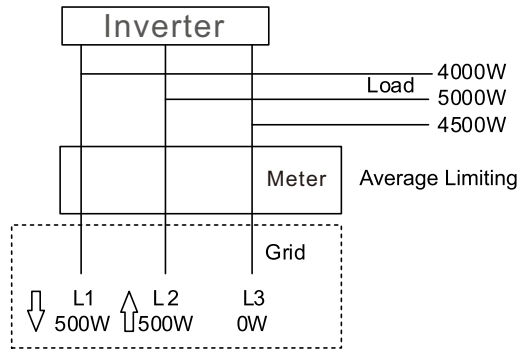 Inverter
4000W
Load
5000W
4500W
Meter
Average Limiting
Grid
L1 L2 L3
500W 500W 0W